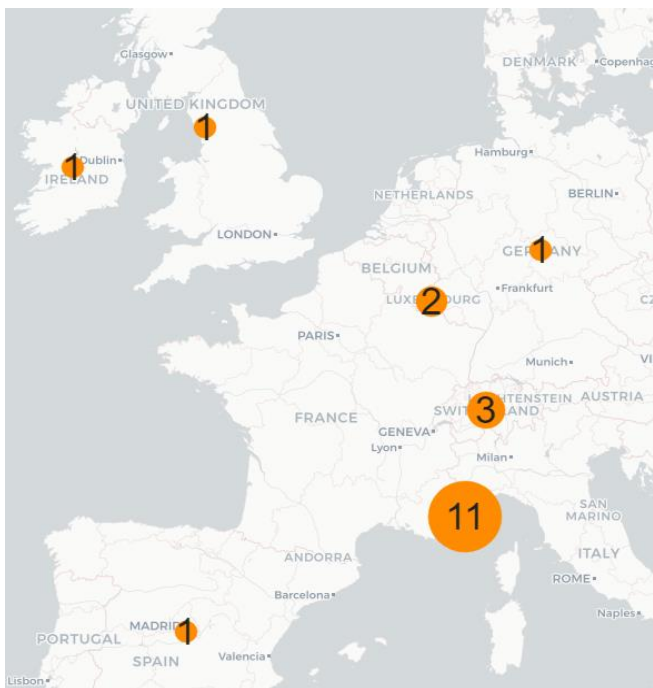 Glasgow
DENMARK
Copenhag
UNITED KINGDOM
1
Hamburg
Dublin
1
IRELAND
NETHERLANDS
BERLIN
LONDON
GERMANY
1
BELGIUM
Frankfurt
LUXEMBOURG
2
CZ
PARIS
Munich
VI
LIECHTENSTEIN
AUSTRIA
3
SWITZERLAND
FRANCE
GENEVA
Lyon
Milan
11
SAN
MARINO
ANDORRA
ITALY
Barcelona
ROME
Naples
MADRID
1
PORTUGAL
Valencia
SPAIN
Lisbon